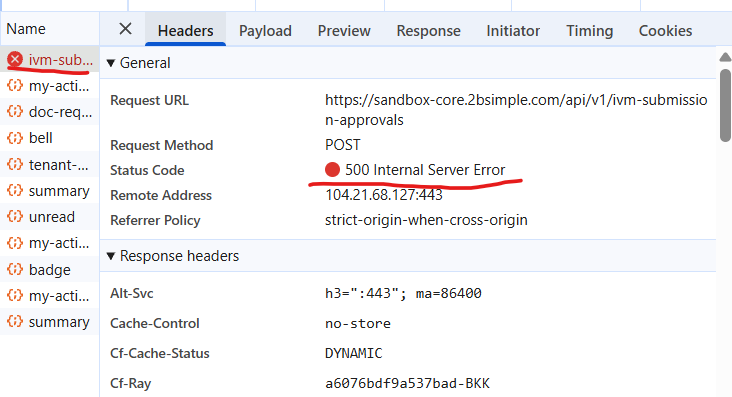 Name
Headers Payload Preview Response Initiator Timing Cookies
ivm-sub...
my-acti...
doc-req...
bell
tenant-...
summary
unread
my-acti...
badge
my-acti...
summary
General
Request URL https://sandbox-core.2bsimple.com/api/v1/ivm-submissio
n-approvals
Request Method POST
Status Code 500 Internal Server Error
Remote Address 104.21.68.127:443
Referrer Policy strict-origin-when-cross-origin
Response headers
Alt-Svc h3=":443"; ma=86400
Cache-Control no-store
Cf-Cache-Status DYNAMIC
Cf-Ray a6076bdf9a537bad-BKK